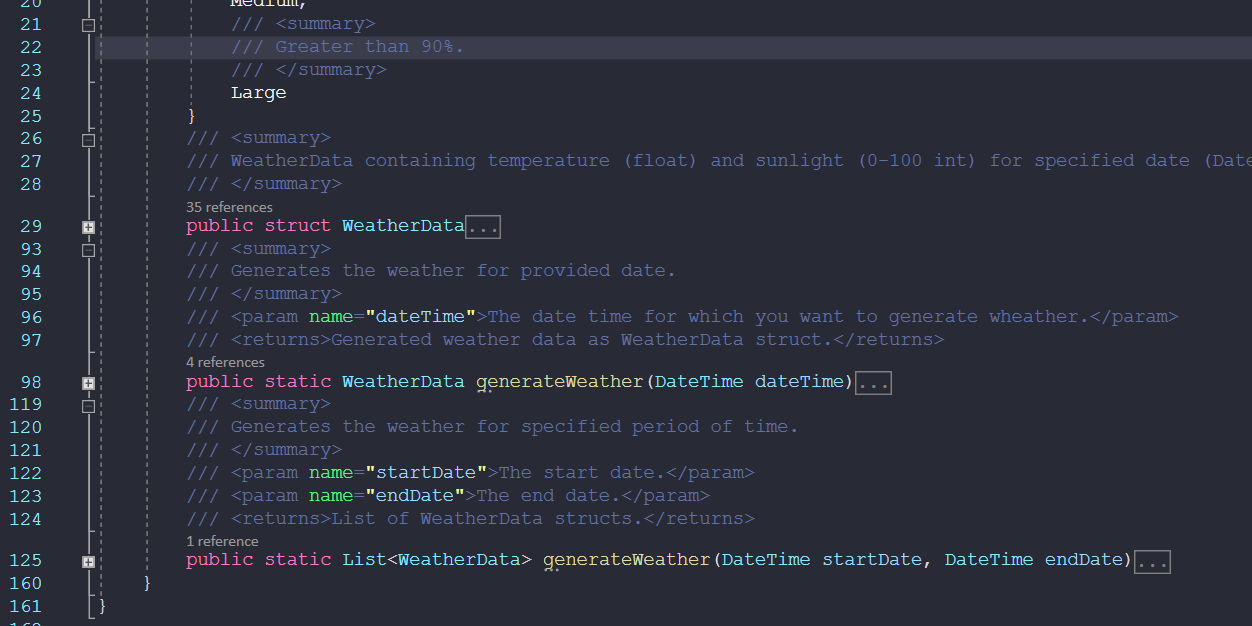 20 Medium,
21 /// <summary>
22 /// Greater than 90%.
23 /// </summary>
24 Large
25 }
26 /// <summary>
27 /// WeatherData containing temperature (float) and sunlight (0-100 int) for specified date (Date
28 /// </summary>
35 references
29 public struct WeatherData...
93 /// <summary>
94 /// Generates the weather for provided date.
95 /// </summary>
96 /// <param name="dateTime">The date time for which you want to generate wheather.</param>
97 /// <returns>Generated weather data as WeatherData struct.</returns>
4 references
98 public static WeatherData generateWeather(DateTime dateTime)...
119 /// <summary>
120 /// Generates the weather for specified period of time.
121 /// </summary>
122 /// <param name="startDate">The start date.</param>
123 /// <param name="endDate">The end date.</param>
124 /// <returns>List of WeatherData structs.</returns>
1 reference
125 public static List<WeatherData> generateWeather(DateTime startDate, DateTime endDate)...
160 }
161 }